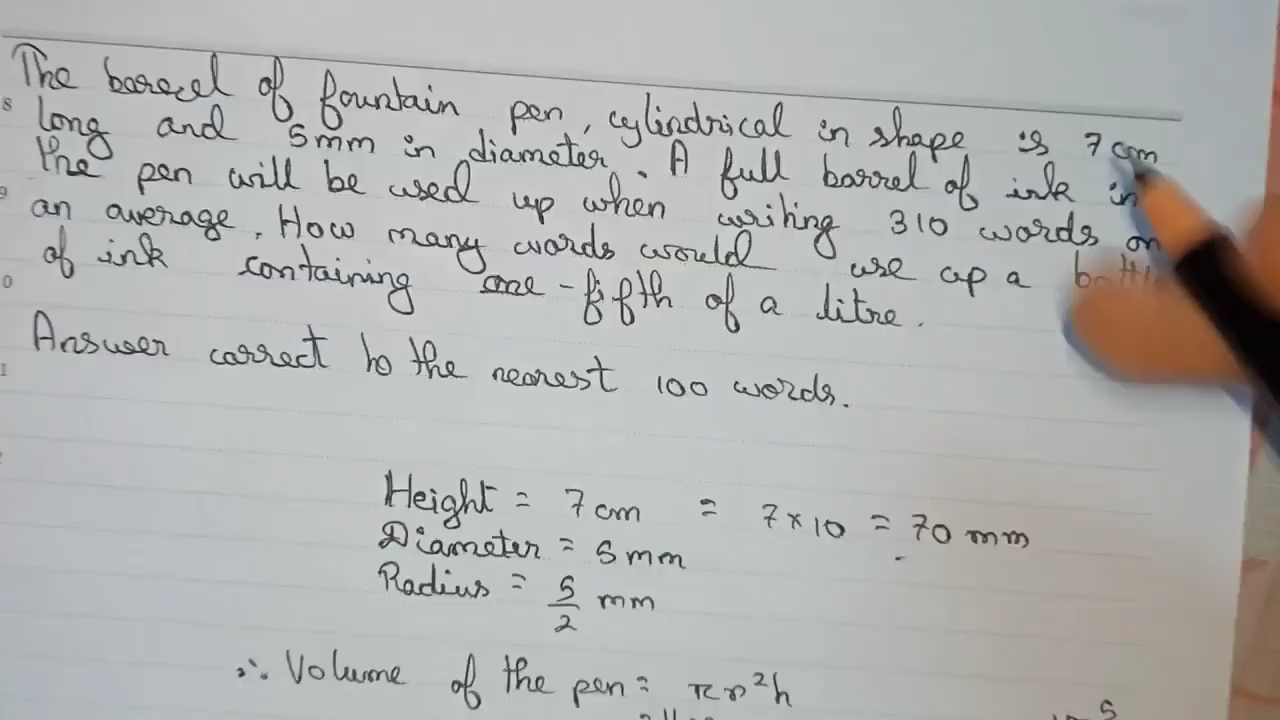 The barrel of fountain pen, cylindrical in shape is 7cm
long and 5mm in diameter. A full barrel of ink in
the pen will be used up when writing 310 words on
an average. How many words would use up a bottle
of ink containing one-fifth of a litre.
Answer correct to the nearest 100 words.
Height = 7 cm = 7 × 10 = 70 mm
Diameter = 5 mm
Radius = 5/2 mm
∴ Volume of the pen = πr²h
5